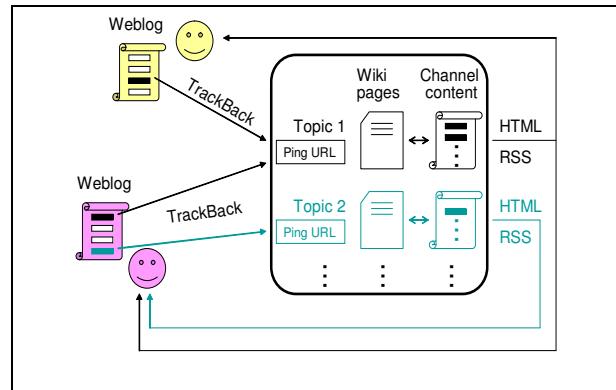 Weblog
TrackBack
Wiki
pages
Channel
content
Topic 1
Ping URL
HTML
RSS
Weblog
TrackBack
Topic 2
Ping URL
HTML
RSS